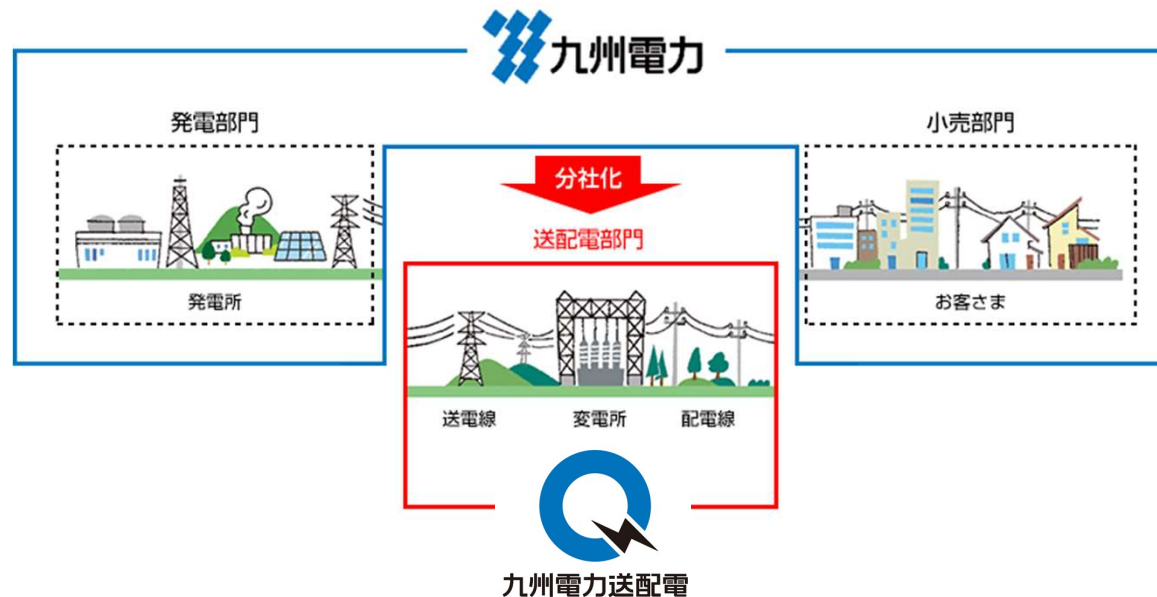 九州電力
発電部門
小売部門
分社化
送配電部門
発電所
お客さま
送電線
変電所
配電線
九州電力送配電